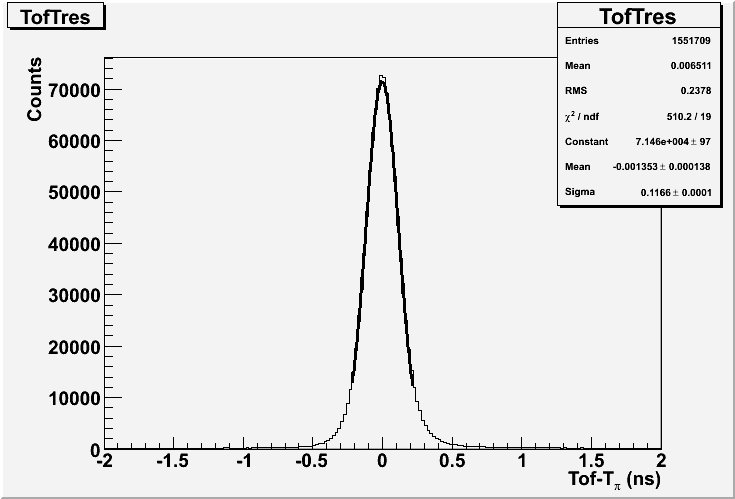 TofTres
TofTres
Entries 1551709
Mean 0.006511
RMS 0.2378
χ² / ndf 510.2 / 19
Constant 7.146e+004 ± 97
Mean -0.001353 ± 0.000138
Sigma 0.1166 ± 0.0001
Counts
70000
60000
50000
40000
30000
20000
10000
0
-2 -1.5 -1 -0.5 0 0.5 1 1.5 2
Tof-Tπ (ns)